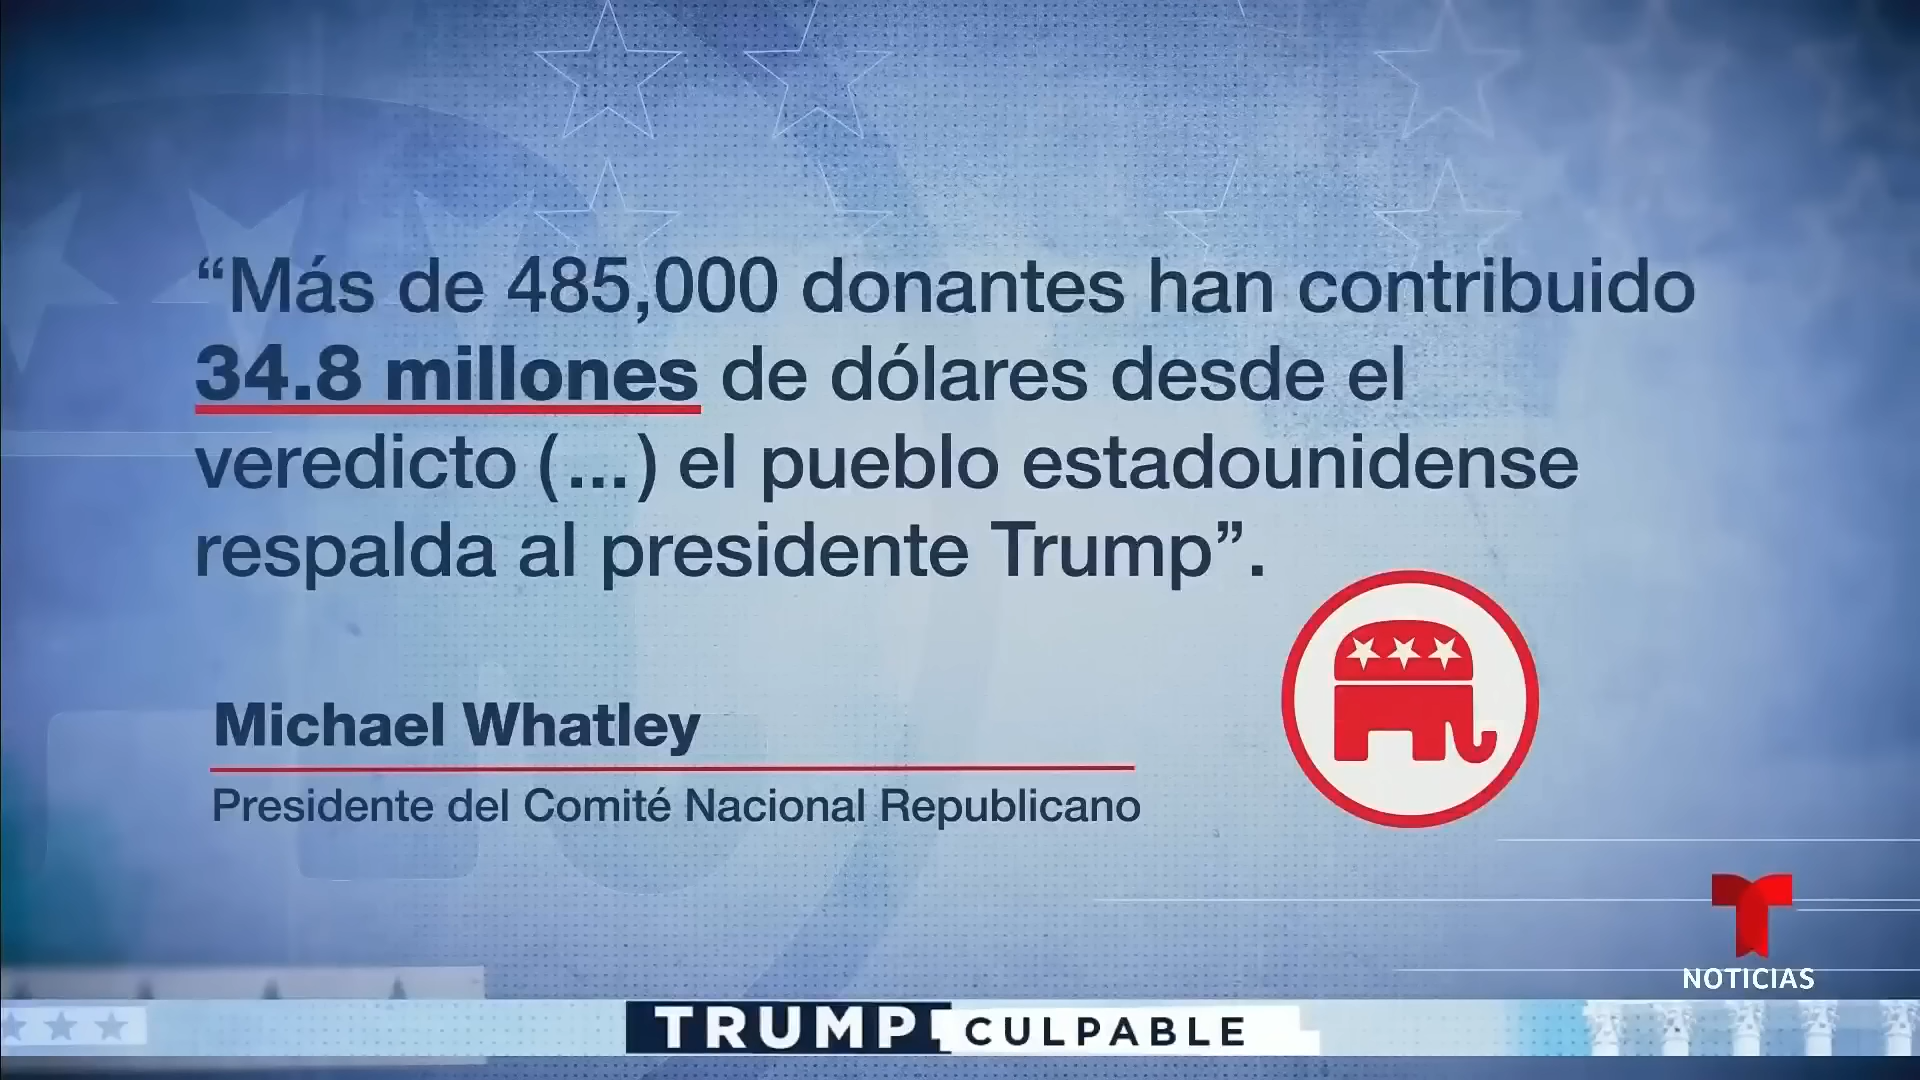 “Más de 485,000 donantes han contribuido
34.8 millones de dólares desde el
veredicto (...) el pueblo estadounidense
respalda al presidente Trump”.
Michael Whatley
Presidente del Comité Nacional Republicano
NOTICIAS
TRUMP CULPABLE